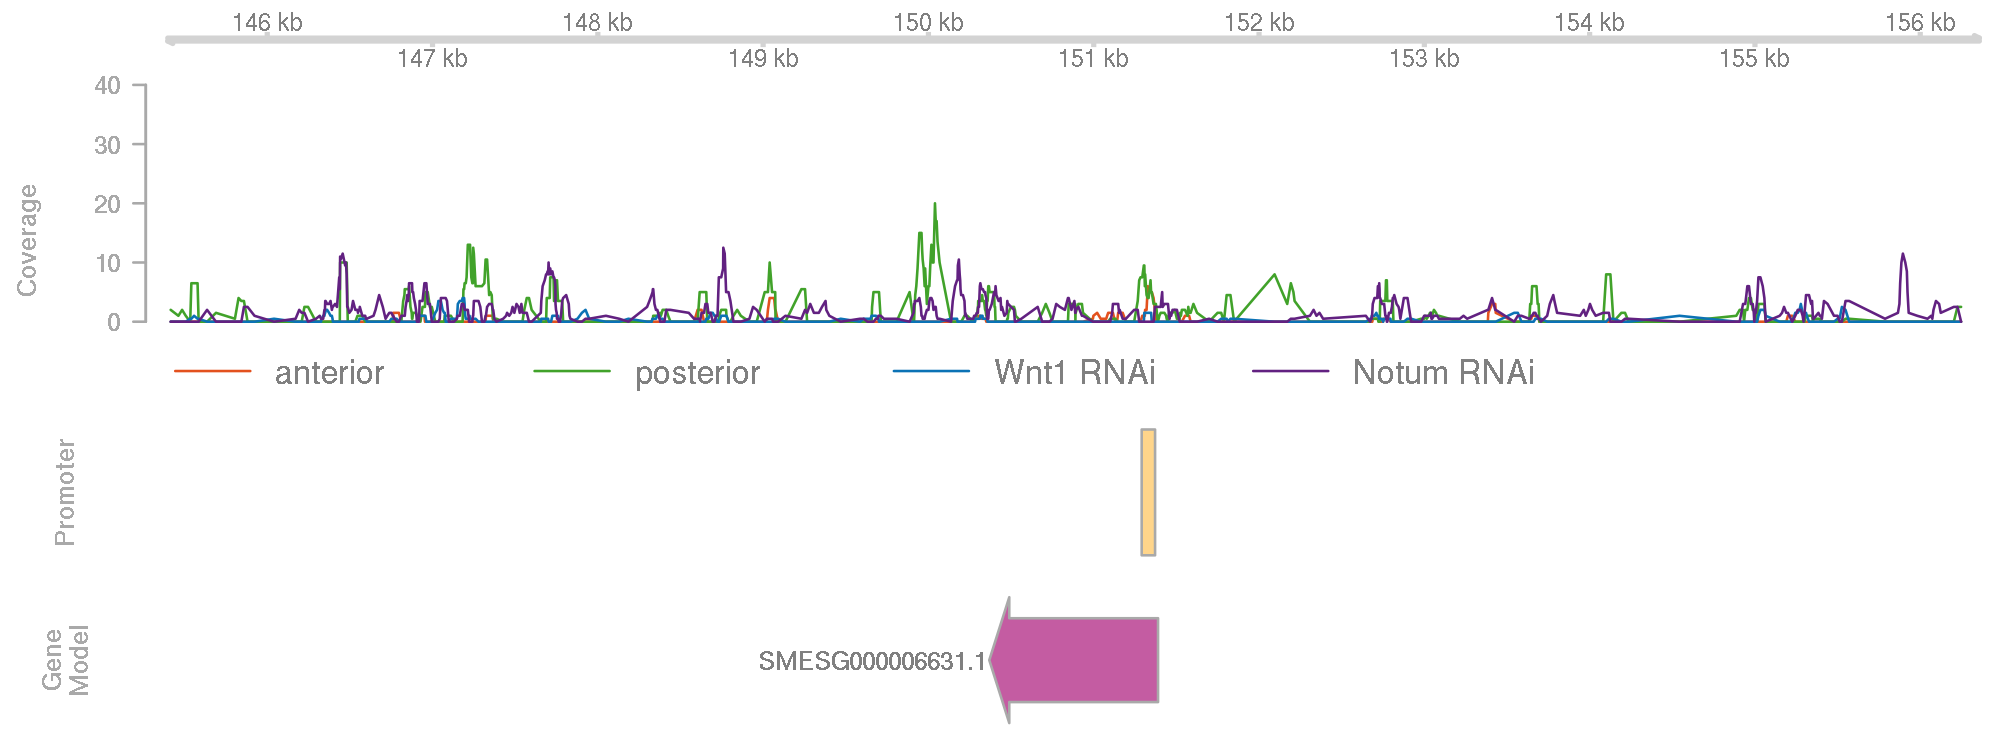 146 kb 148 kb 150 kb 152 kb 154 kb 156 kb
147 kb 149 kb 151 kb 153 kb 155 kb
Coverage
40
30
20
10
0
anterior posterior Wnt1 RNAi Notum RNAi
Promoter
Gene
Model
SMESG000006631.1